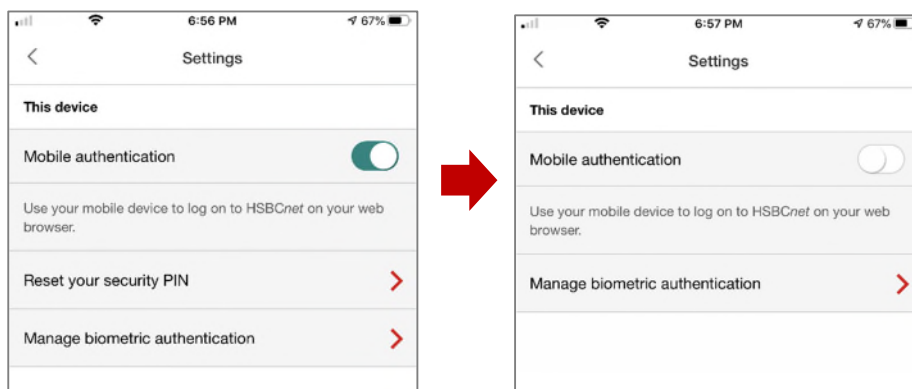 6:56 PM
67%
Settings
This device
Mobile authentication
Use your mobile device to log on to HSBCnet on your web
browser.
Reset your security PIN
Manage biometric authentication
6:57 PM
67%
Settings
This device
Mobile authentication
Use your mobile device to log on to HSBCnet on your web
browser.
Manage biometric authentication